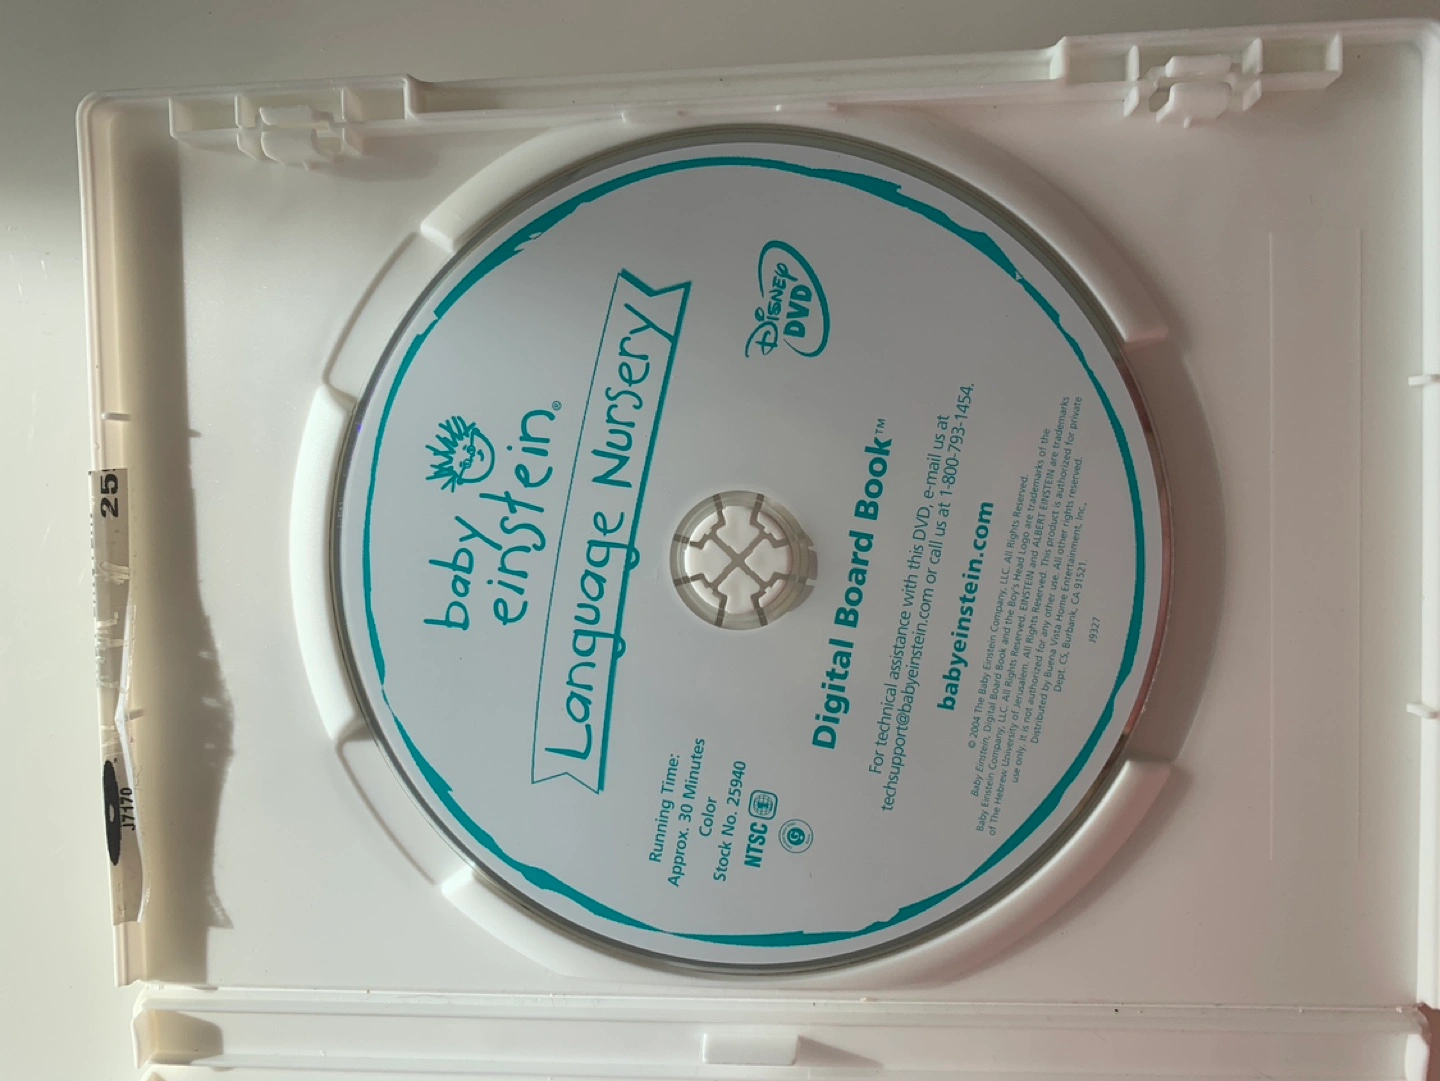 baby
einstein®
Language Nursery
Disney
DVD
Running Time:
Approx. 30 Minutes
Color
Stock No. 25940
NTSC 1
Digital Board Book™
For technical assistance with this DVD, e-mail us at
techsupport@babyeinstein.com or call us at 1-800-793-1454.
babyeinstein.com
© 2004 The Baby Einstein Company, LLC. All Rights Reserved.
Baby Einstein, Digital Board Book and the Boy's Head Logo are trademarks of the
Baby Einstein Company, LLC. All Rights Reserved. EINSTEIN and ALBERT EINSTEIN are trademarks
of The Hebrew University of Jerusalem. All Rights Reserved. This product is authorized for private
use only. It is not authorized for any other use. All other rights reserved.
Distributed by Buena Vista Home Entertainment, Inc.,
Dept. CS, Burbank, CA 91521.
J9327
25
J7170